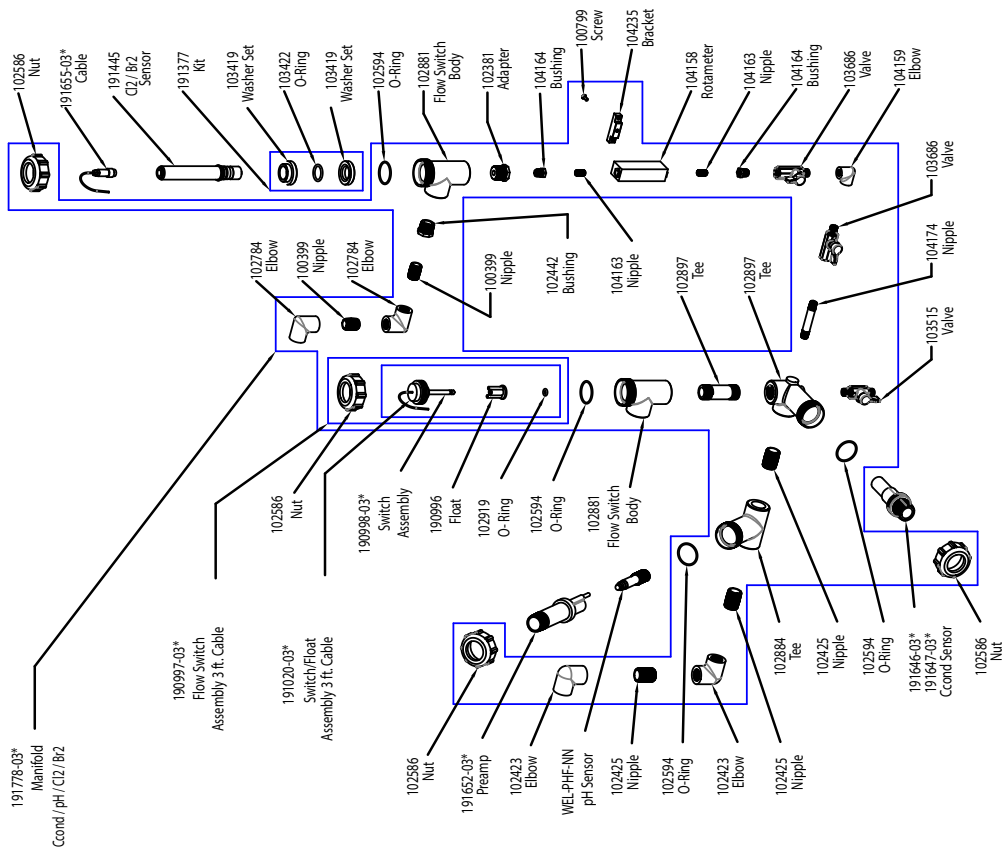 102586
Nut
191655-03*
Cable
191445
Cl2 / Br2
Sensor
191377
Kit
103419
Washer Set
103422
O-Ring
103419
Washer Set
102594
O-Ring
102881
Flow Switch
Body
102381
Adapter
104164
Bushing
100799
Screw
104235
Bracket
104158
Rotameter
104163
Nipple
104164
Bushing
103686
Valve
104159
Elbow
102784
Elbow
100399
Nipple
102784
Elbow
100399
Nipple
102442
Bushing
104163
Nipple
102897
Tee
102897
Tee
103686
Valve
104174
Nipple
103515
Valve
191778-03*
Manifold
Ccond / pH / Cl2 / Br2
190997-03*
Flow Switch
Assembly 3 ft. Cable
191020-03*
Switch/Float
Assembly 3 ft. Cable
102586
Nut
190998-03*
Switch
Assembly
190996
Float
102919
O-Ring
102594
O-Ring
102881
Flow Switch
Body
102586
Nut
191652-03*
Preamp
102423
Elbow
WEL-PHF-NN
pH Sensor
102425
Nipple
102594
O-Ring
102423
Elbow
102425
Nipple
102884
Tee
102425
Nipple
102594
O-Ring
191646-03*
191647-03*
Ccond Sensor
102586
Nut